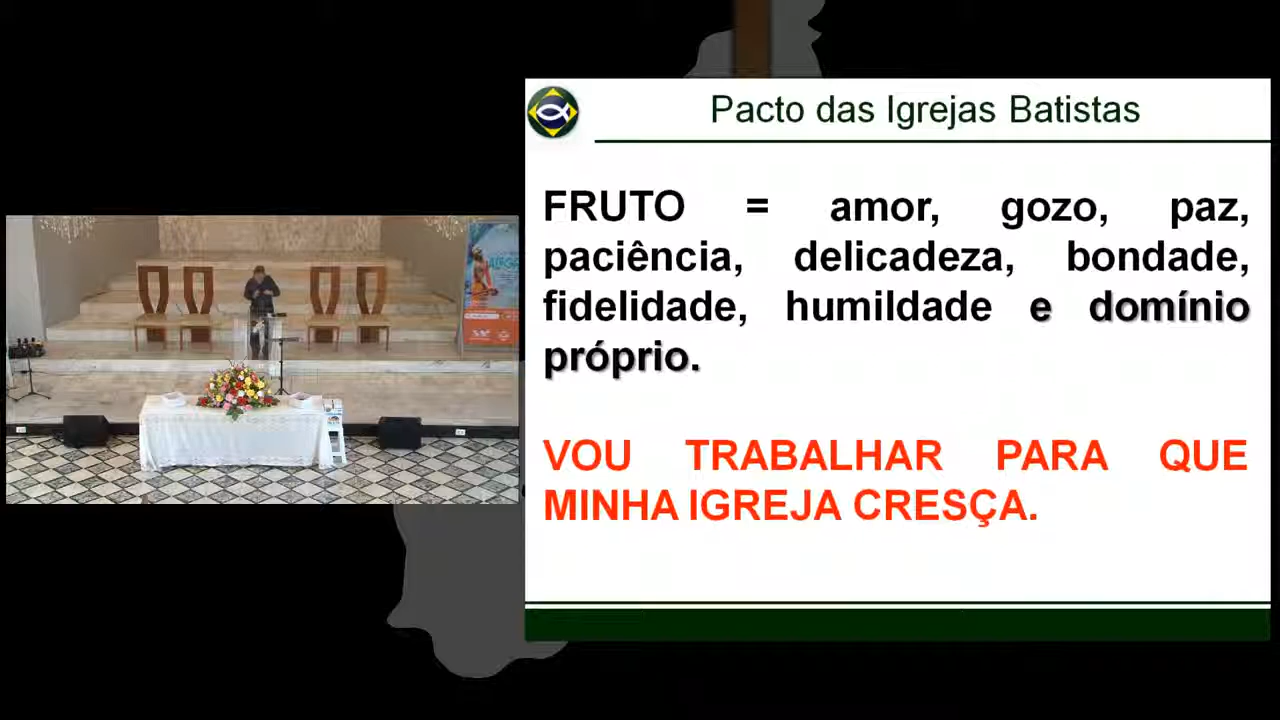 Pacto das Igrejas Batistas
FRUTO = amor, gozo, paz,
paciência, delicadeza, bondade,
fidelidade, humildade e domínio
próprio.
VOU TRABALHAR PARA QUE
MINHA IGREJA CRESÇA.